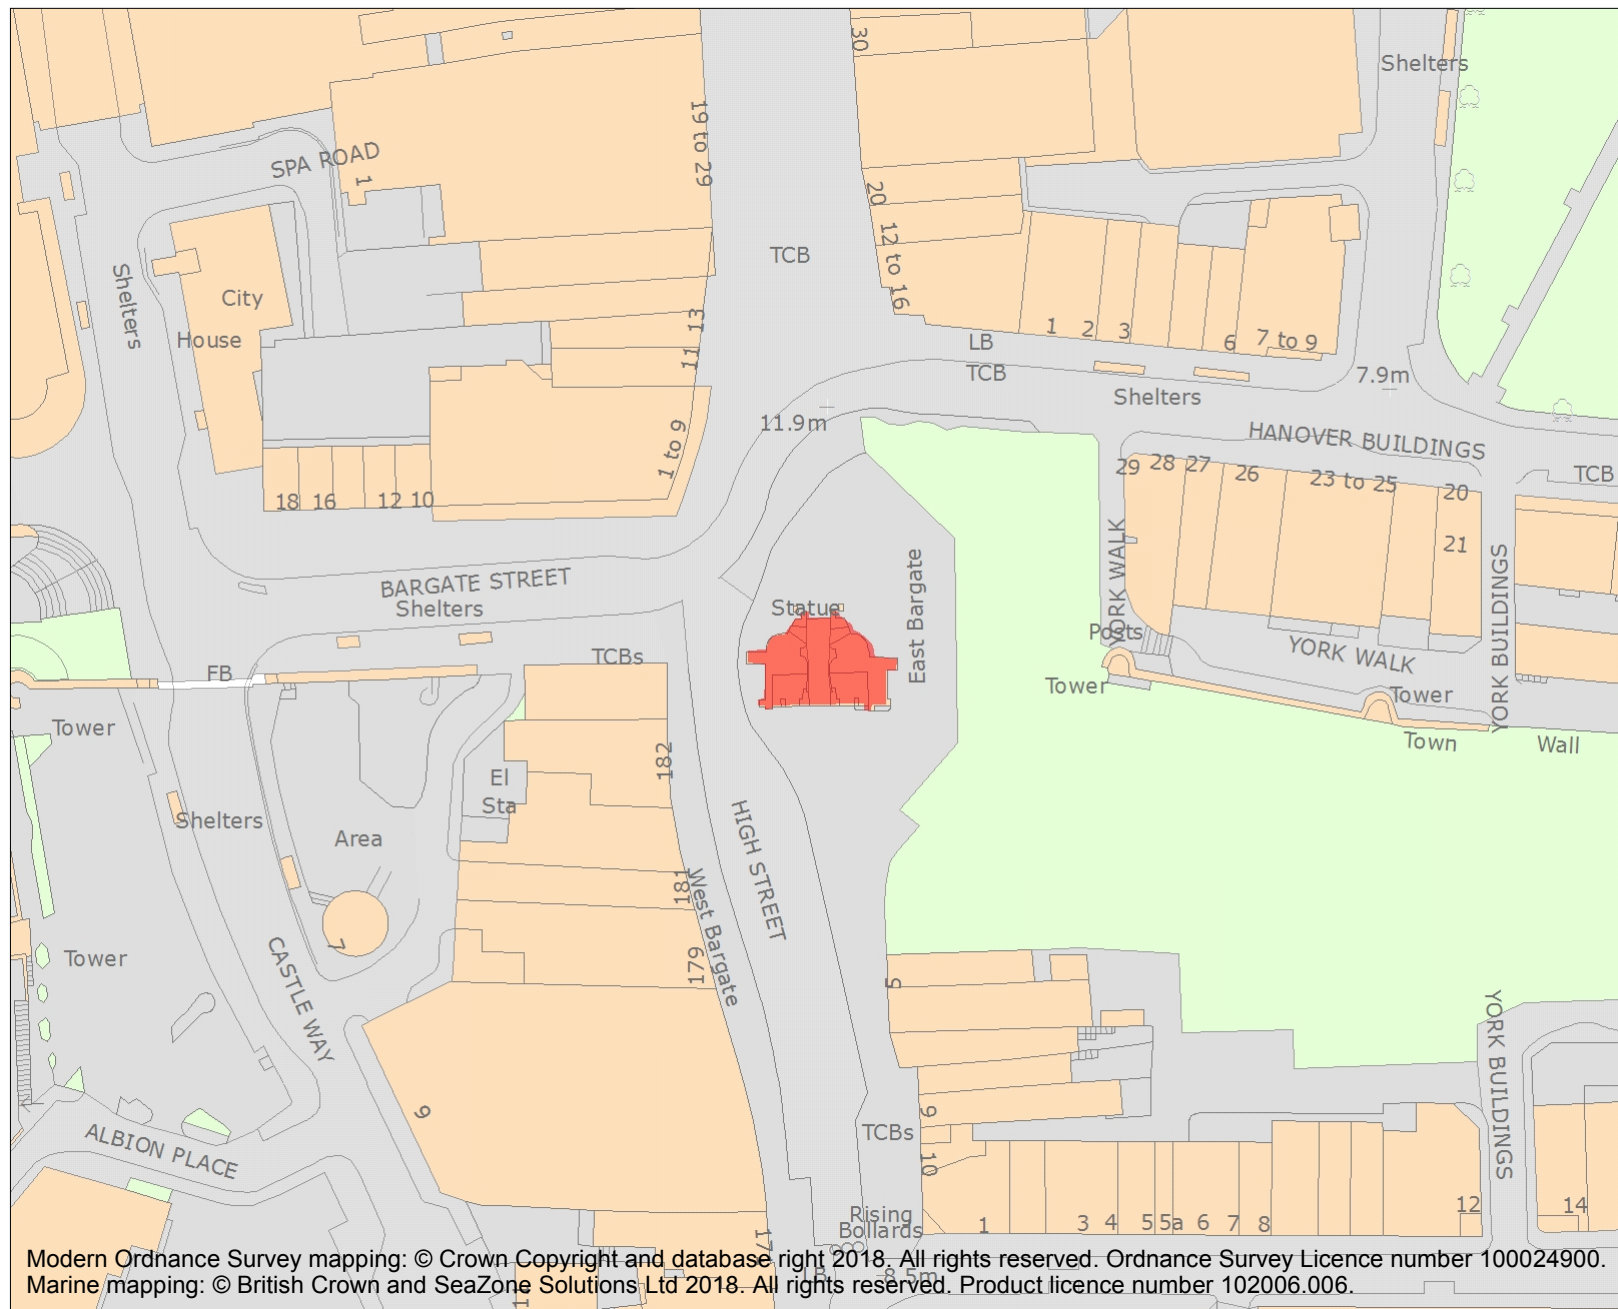 30
Shelters
19 to 29
SPA ROAD
1
20
12 to 16
TCB
Shelters
City
House
13
11
1
2
3
6
7 to 9
LB
TCB
Shelters
7.9m
11.9m
1 to 9
HANOVER BUILDINGS
29
28
27
26
23 to 25
20
TCB
18
16
12
10
21
BARGATE STREET
Shelters
Statue
East Bargate
YORK WALK
YORK BUILDINGS
Posts
YORK WALK
FB
TCBs
Tower
Tower
Tower
Town
Wall
182
El
Sta
Shelters
Area
HIGH STREET
181
West Bargate
7
Tower
CASTLE WAY
179
5
YORK BUILDINGS
9
ALBION PLACE
6
TCBs
10
Rising
Bollards
1
3
4
5
5a
6
7
8
12
14
Modern Ordnance Survey mapping: © Crown Copyright and database right 2018. All rights reserved. Ordnance Survey Licence number 100024900.
Marine mapping: © British Crown and SeaZone Solutions Ltd 2018. All rights reserved. Product licence number 102006.006.
LB
8.5m